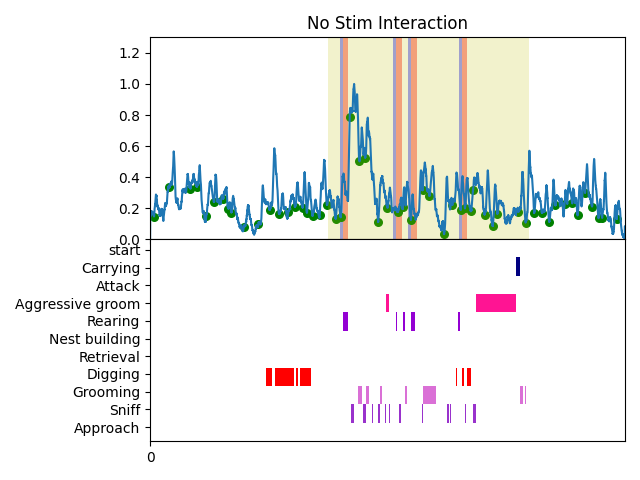 No Stim Interaction
1.2
1.0
0.8
0.6
0.4
0.2
0.0
start
Carrying
Attack
Aggressive groom
Rearing
Nest building
Retrieval
Digging
Grooming
Sniff
Approach
0